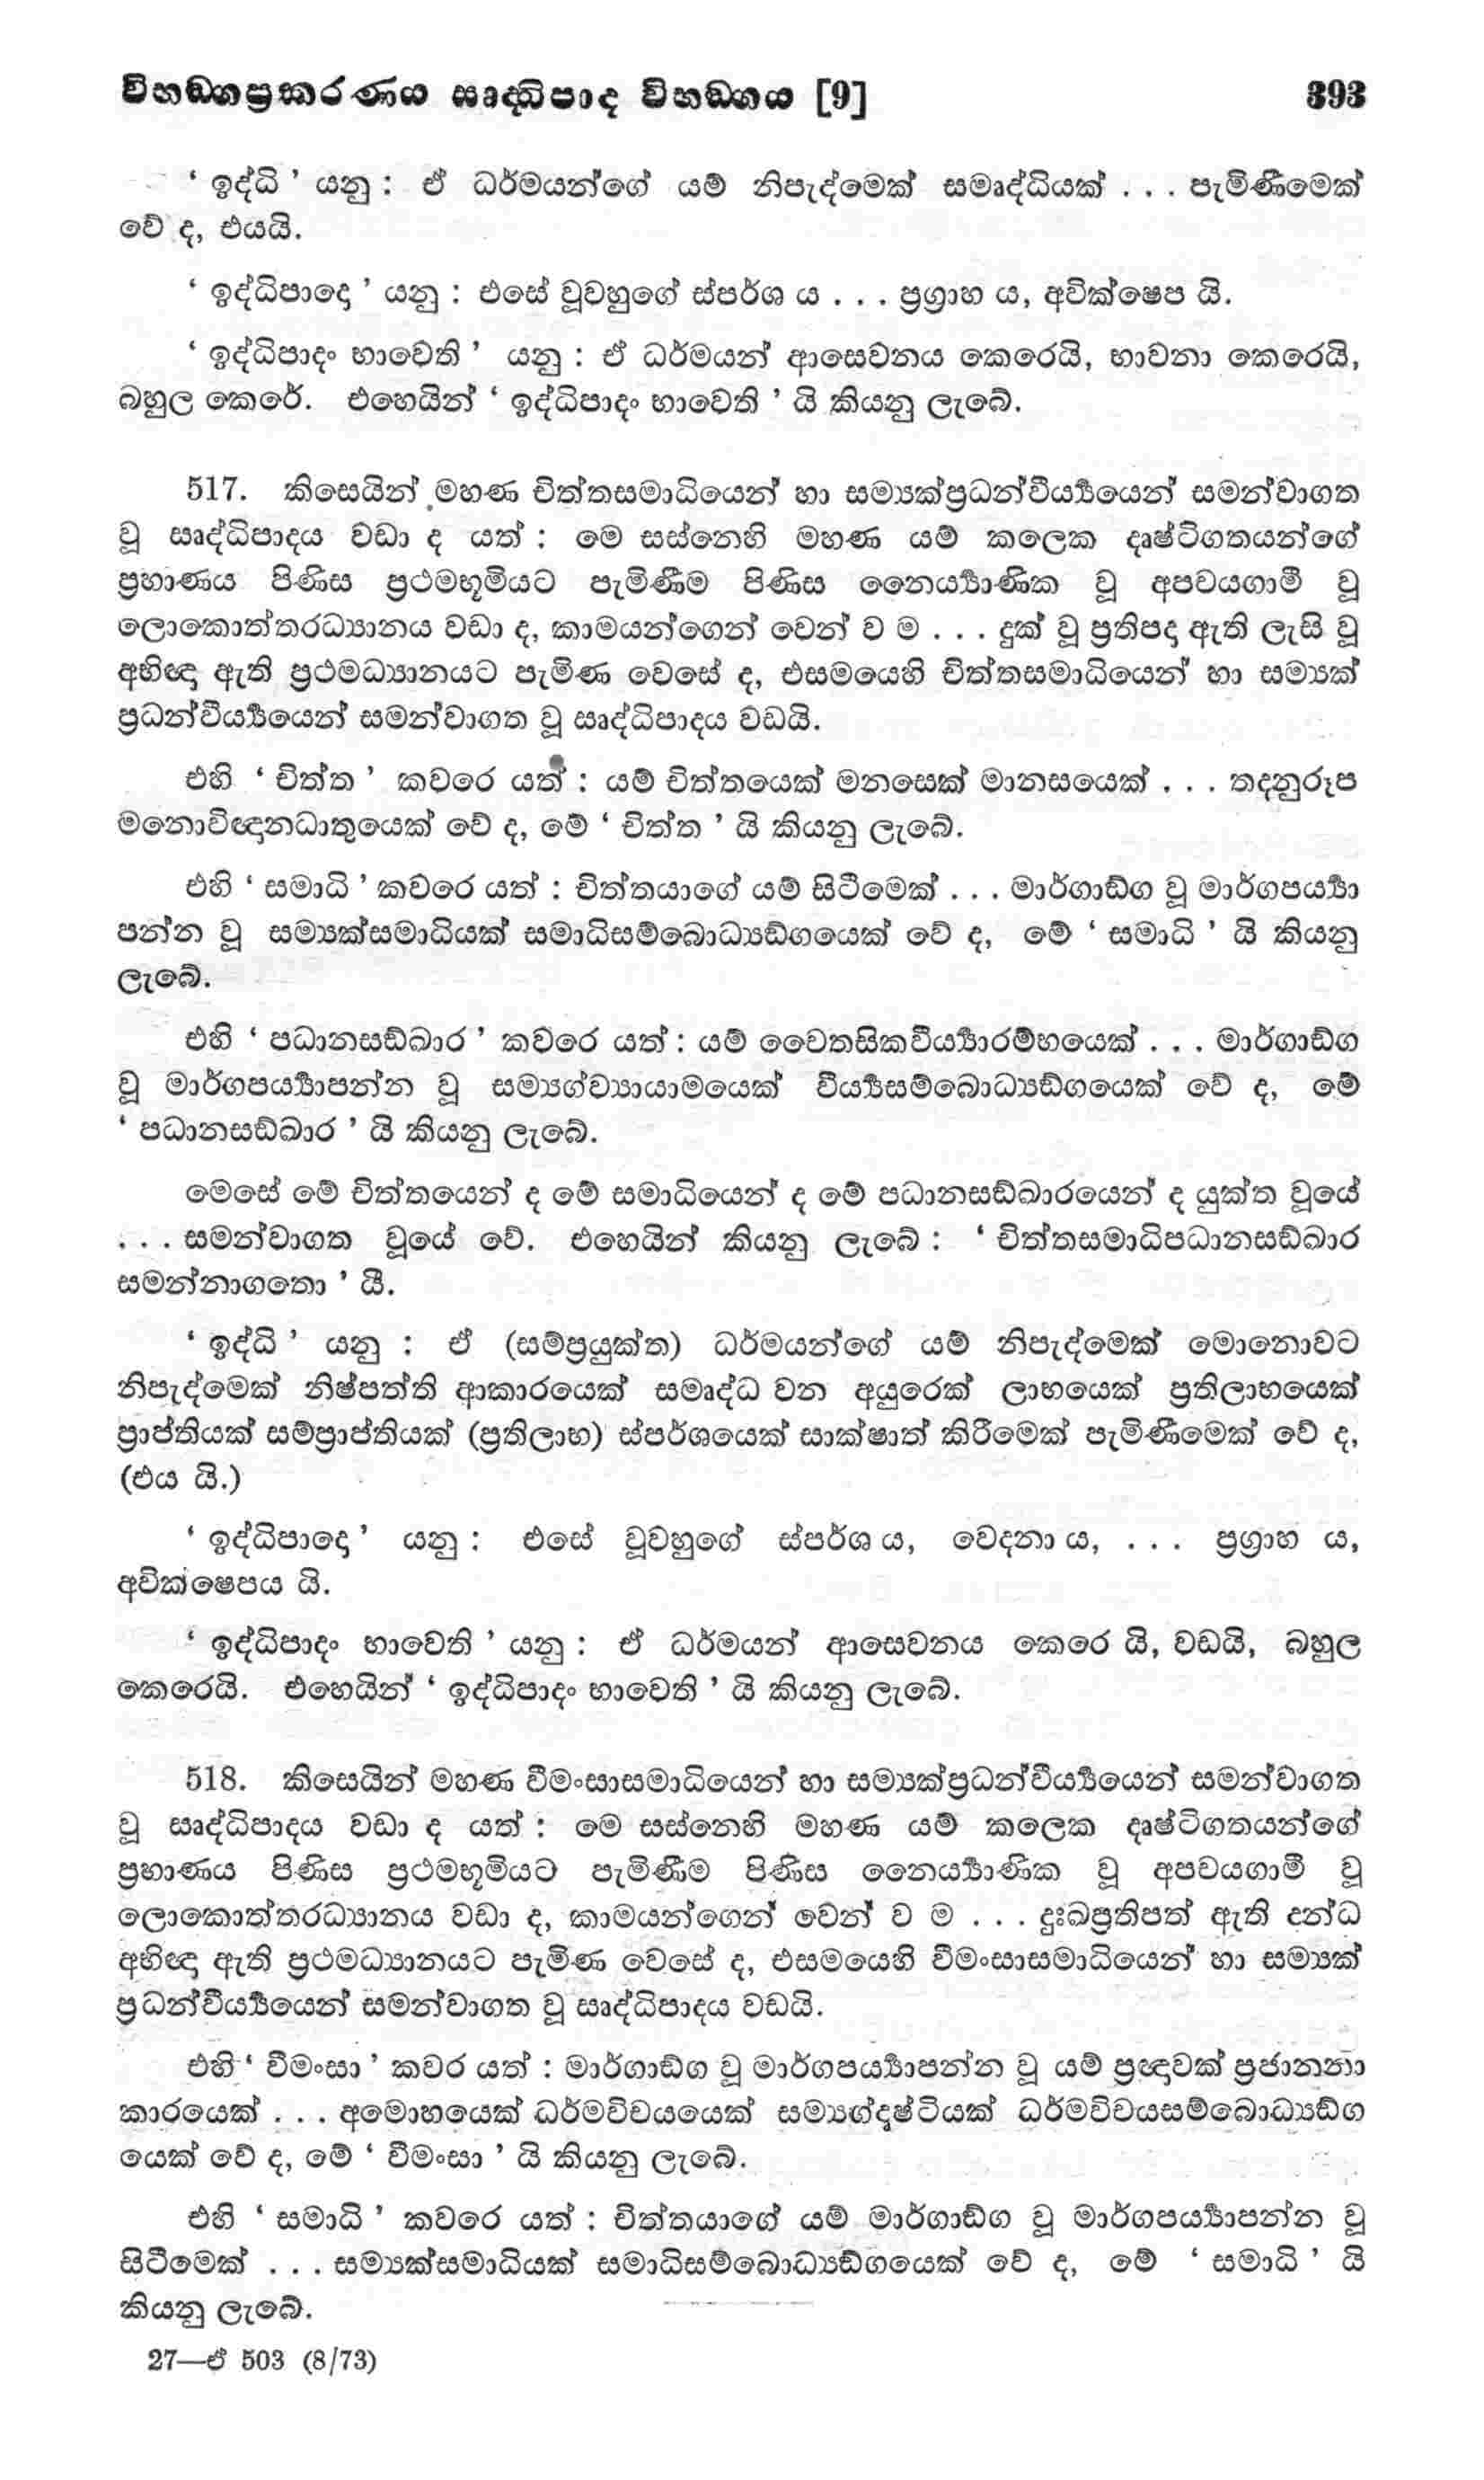 විභඞගප්‍රකරණය සෘද්ධිපාද විභඞගය [9] 393
‘ ඉද්ධි ’ යනු : ඒ ධර්මයන්ගේ යම් නිපැද්මෙක් සමෘද්ධියක් . . . පැමිණීමෙක්
වේ ද, එයයි.
‘ ඉද්ධිපාදෙ ’ යනු : එසේ වූවහුගේ ස්පර්ශ ය . . . ප්‍රග්‍රාහ ය, අවික්ෂෙප යි.
‘ ඉද්ධිපාදං භාවෙති ’ යනු : ඒ ධර්මයන් ආසෙවනය කෙරෙයි, භාවනා කෙරෙයි,
බහුල කෙරේ. එහෙයින් ‘ ඉද්ධිපාදං භාවෙති ’ යි කියනු ලැබේ.
517. කිසෙයින් මහණ චිත්තසමාධියෙන් හා සම්‍යක්ප්‍රධන්වීර්‍ය්‍යයෙන් සමන්වාගත
වූ ඍද්ධිපාදය වඩා ද යත් : මෙ සස්නෙහි මහණ යම් කලෙක දෘෂ්ටිගතයන්ගේ
ප්‍රහාණය පිණිස ප්‍රථමභූමියට පැමිණීම පිණිස නෛර්‍ය්‍යාණික වූ අපචයගාමී වූ
ලොකොත්තරධ්‍යානය වඩා ද, කාමයන්ගෙන් වෙන් ව ම . . . දුක් වූ ප්‍රතිපදා ඇති ලැසි වූ
අභිඥා ඇති ප්‍රථමධ්‍යානයට පැමිණ වෙසේ ද, එසමයෙහි චිත්තසමාධියෙන් හා සම්‍යක්
ප්‍රධන්වීර්‍ය්‍යයෙන් සමන්වාගත වූ ඍද්ධිපාදය වඩයි.
එහි ‘ චිත්ත ’ කවරෙ යත් : යම් චිත්තයෙක් මනසෙක් මානසයෙක් . . . තදනුරූප
මනොවිඥානධාතුයෙක් වේ ද, මේ ‘ චිත්ත ’ යි කියනු ලැබේ.
එහි ‘ සමාධි ’ කවරෙ යත් : චිත්තයාගේ යම් සිටීමෙක් . . . මාර්ගාඞ්ග වූ මාර්ගපර්‍ය්‍යා
පන්න වූ සම්‍යක්සමාධියක් සමාධිසම්බොධ්‍යඞ්ගයෙක් වේ ද, මේ ‘ සමාධි ’ යි කියනු
ලැබේ.
එහි ‘ පධානසඞ්ඛාර ’ කවරෙ යත් : යම් චෛතසිකවීර්‍ය්‍යාරම්භයෙක් . . . මාර්ගාඞ්ග
වූ මාර්ගපර්‍ය්‍යාපන්න වූ සම්‍යග්ව්‍යායාමයෙක් වීර්‍ය්‍යසම්බොධ්‍යඞ්ගයෙක් වේ ද, මේ
‘ පධානසඞ්ඛාර ’ යි කියනු ලැබේ.
මෙසේ මේ චිත්තයෙන් ද මේ සමාධියෙන් ද මේ පධානසඞ්ඛාරයෙන් ද යුක්ත වූයේ
. . . සමන්වාගත වූයේ වේ. එහෙයින් කියනු ලැබේ : ‘ චිත්තසමාධිපධානසඞ්ඛාර
සමන්නාගතො ’ යී.
‘ ඉද්ධි ’ යනු : ඒ (සම්ප්‍රයුක්ත) ධර්මයන්ගේ යම් නිපැද්මෙක් මොනොවට
නිපැද්මෙක් නිෂ්පත්ති ආකාරයෙක් සමෘද්ධ වන අයුරෙක් ලාභයෙක් ප්‍රතිලාභයෙක්
ප්‍රාප්තියක් සම්ප්‍රාප්තියක් (ප්‍රතිලාභ) ස්පර්ශයෙක් සාක්ෂාත් කිරීමෙක් පැමිණීමෙක් වේ ද,
(එය යි.)
‘ ඉද්ධිපාදෙ ’ යනු : එසේ වූවහුගේ ස්පර්ශ ය, වෙදනා ය, . . . ප්‍රග්‍රාහ ය,
අවික්ෂෙපය යි.
‘ ඉද්ධිපාදං භාවෙති ’ යනු : ඒ ධර්මයන් ආසෙවනය කෙරෙ යි, වඩයි, බහුල
කෙරෙයි. එහෙයින් ‘ ඉද්ධිපාදං භාවෙති ’ යි කියනු ලැබේ.
518. කිසෙයින් මහණ වීමංසාසමාධියෙන් හා සම්‍යක්ප්‍රධන්වීර්‍ය්‍යයෙන් සමන්වාගත
වූ ඍද්ධිපාදය වඩා ද යත් : මෙ සස්නෙහි මහණ යම් කලෙක දෘෂ්ටිගතයන්ගේ
ප්‍රහාණය පිණිස ප්‍රථමභූමියට පැමිණීම පිණිස නෛර්‍ය්‍යාණික වූ අපචයගාමී වූ
ලොකොත්තරධ්‍යානය වඩා ද, කාමයන්ගෙන් වෙන් ව ම . . . දුඃඛප්‍රතිපත් ඇති දන්ධ
අභිඥා ඇති ප්‍රථමධ්‍යානයට පැමිණ වෙසේ ද, එසමයෙහි වීමංසාසමාධියෙන් හා සම්‍යක්
ප්‍රධන්වීර්‍ය්‍යයෙන් සමන්වාගත වූ ඍද්ධිපාදය වඩයි.
එහි ‘ වීමංසා ’ කවර යත් : මාර්ගාඞ්ග වූ මාර්ගපර්‍ය්‍යාපන්න වූ යම් ප්‍රඥාවක් ප්‍රජානනා
කාරයෙක් . . . අමොහයෙක් ධර්මවිචයයෙක් සම්‍යග්දෘෂ්ටියක් ධර්මවිචයසම්බොධ්‍යඞ්ග
යෙක් වේ ද, මේ ‘ වීමංසා ’ යි කියනු ලැබේ.
එහි ‘ සමාධි ’ කවරෙ යත් : චිත්තයාගේ යම් මාර්ගාඞ්ග වූ මාර්ගපර්‍ය්‍යාපන්න වූ
සිටීමෙක් . . . සම්‍යක්සමාධියක් සමාධිසම්බොධ්‍යඞ්ගයෙක් වේ ද, මේ ‘ සමාධි ’ යි
කියනු ලැබේ.
27—ඒ 503 (8/73)